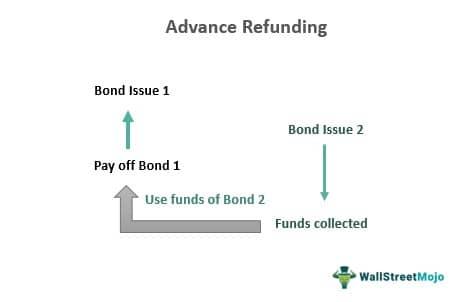 Advance Refunding
Bond Issue 1
Bond Issue 2
Pay off Bond 1
Use funds of Bond 2
Funds collected
WallStreetMojo